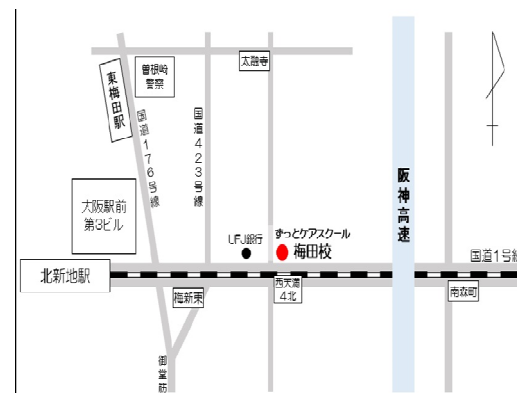 太融寺
曽根崎
警察
東梅田駅
国道176号線
国道423号線
阪神高速
大阪駅前
第3ビル
UFJ銀行
ずっとケアスクール
梅田校
国道1号線
北新地駅
梅新東
西天満
4北
南森町
御堂筋